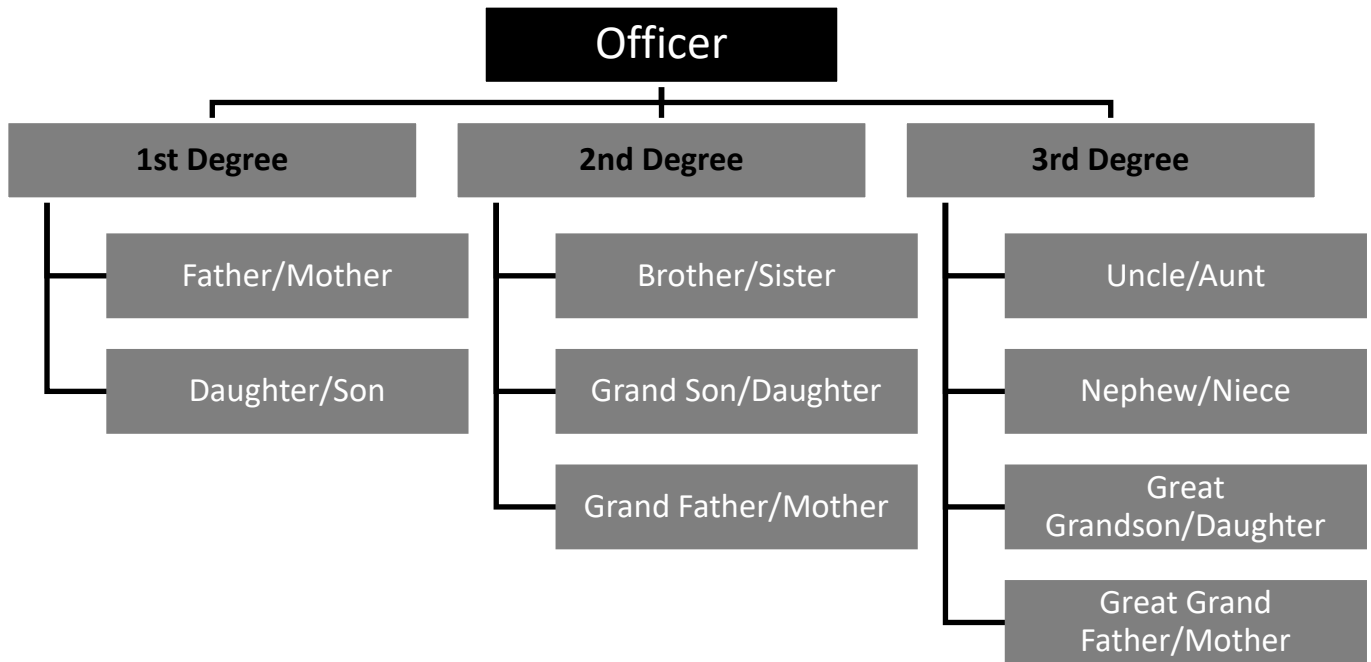 Officer
1st Degree
Father/Mother
Daughter/Son
2nd Degree
Brother/Sister
Grand Son/Daughter
Grand Father/Mother
3rd Degree
Uncle/Aunt
Nephew/Niece
Great
Grandson/Daughter
Great Grand
Father/Mother